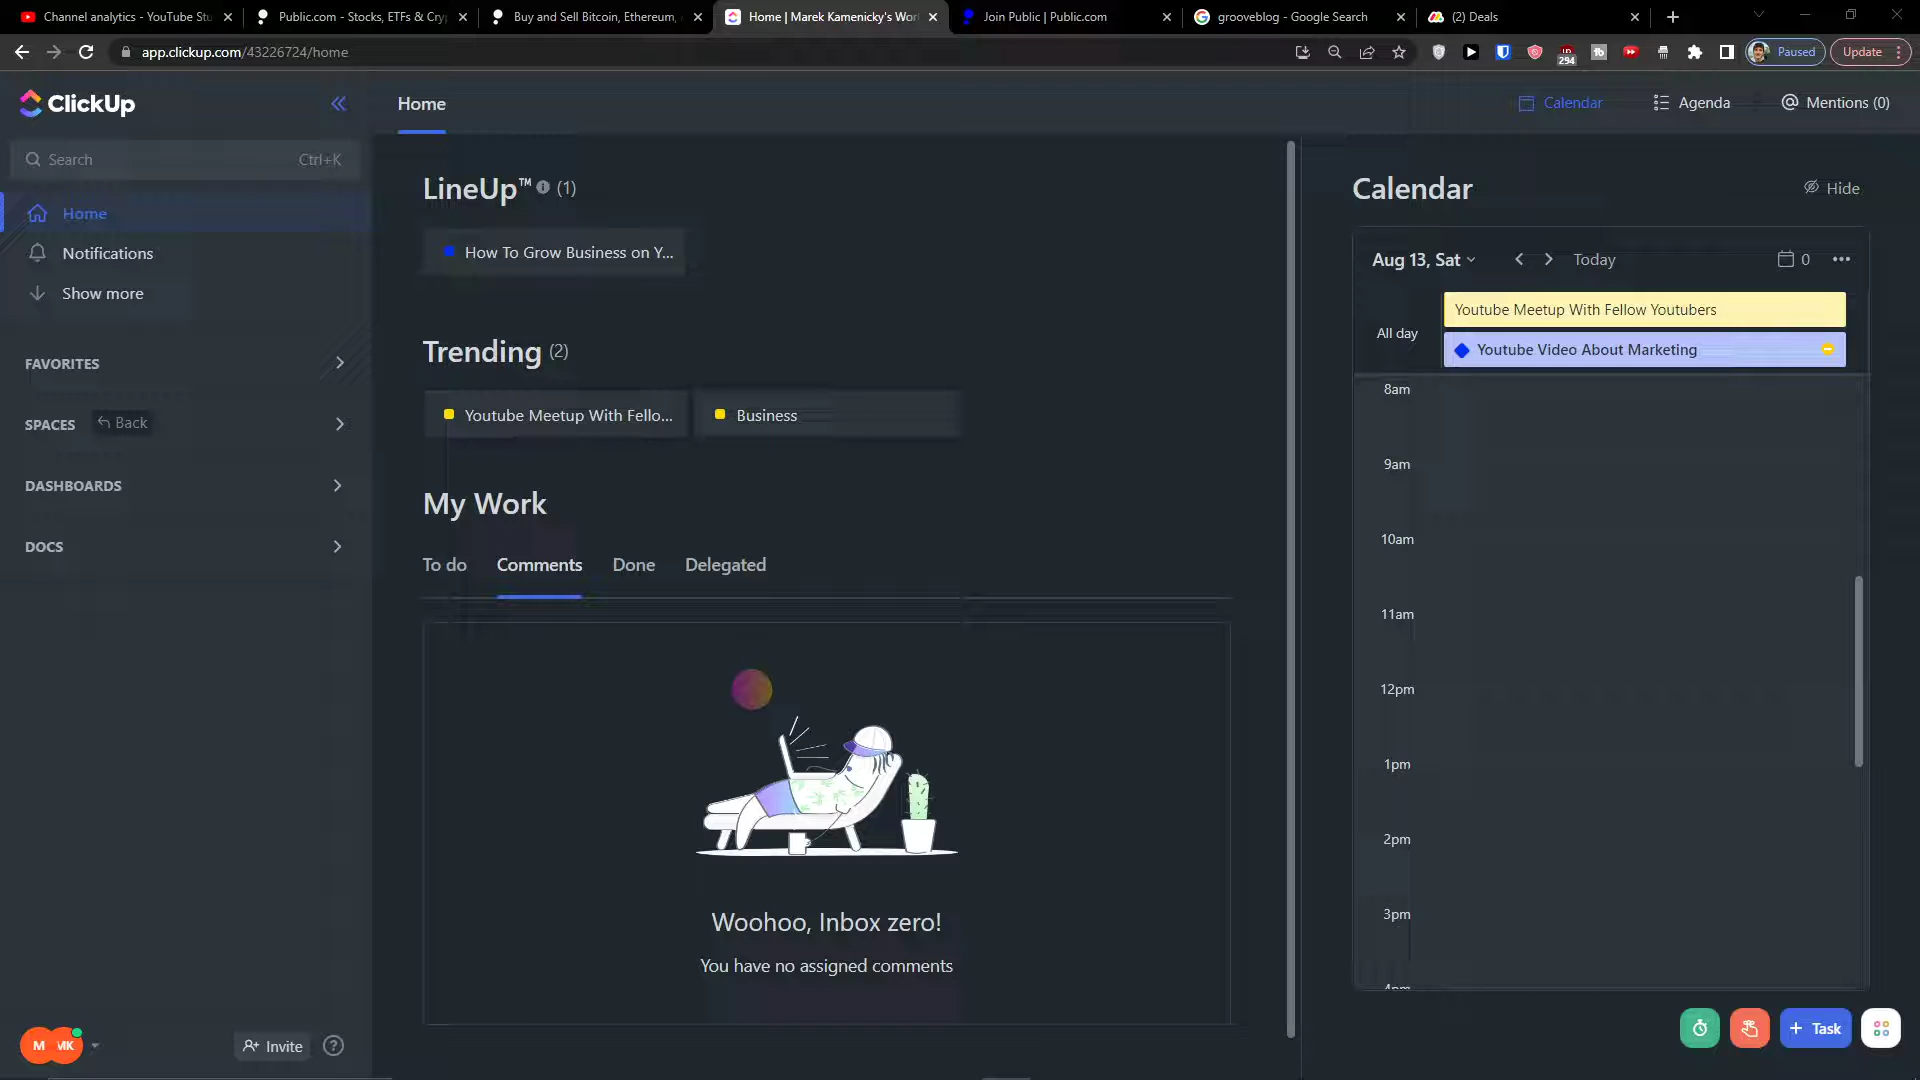 Channel analytics - YouTube Stu
Public.com - Stocks, ETFs & Cry
Buy and Sell Bitcoin, Ethereum,
Home | Marek Kamenicky's Wor
Join Public | Public.com
grooveblog - Google Search
(2) Deals
app.clickup.com/43226724/home
294
Paused
Update
ClickUp
Home
Calendar
Agenda
Mentions (0)
Search
Ctrl+K
Home
Notifications
Show more
FAVORITES
SPACES
Back
DASHBOARDS
DOCS
LineUp™ (1)
How To Grow Business on Y...
Trending (2)
Youtube Meetup With Fello...
Business
My Work
To do
Comments
Done
Delegated
Woohoo, Inbox zero!
You have no assigned comments
Calendar
Hide
Aug 13, Sat
Today
0
All day
Youtube Meetup With Fellow Youtubers
Youtube Video About Marketing
8am
9am
10am
11am
12pm
1pm
2pm
3pm
4pm
M
MK
Invite
+ Task